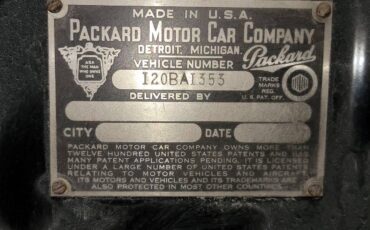 MADE IN U.S.A.
PACKARD MOTOR CAR COMPANY
DETROIT, MICHIGAN.
VEHICLE NUMBER
Packard
ASK
THE MAN
WHO OWNS
ONE
120BA1353
TRADE
MARKS
REG.
U.S. PAT. OFF.
DELIVERED BY
CITY
DATE
PACKARD MOTOR CAR COMPANY OWNS MORE THAN
TWELVE HUNDRED UNITED STATES PATENTS AND HAS
MANY PATENT APPLICATIONS PENDING. IT IS LICENSED
UNDER A LARGE NUMBER OF UNITED STATES PATENTS
RELATING TO MOTOR VEHICLES AND AIRCRAFT.
ITS MOTORS AND VEHICLES AND ITS TRADEMARKS ARE
ALSO PROTECTED IN MOST OTHER COUNTRIES.